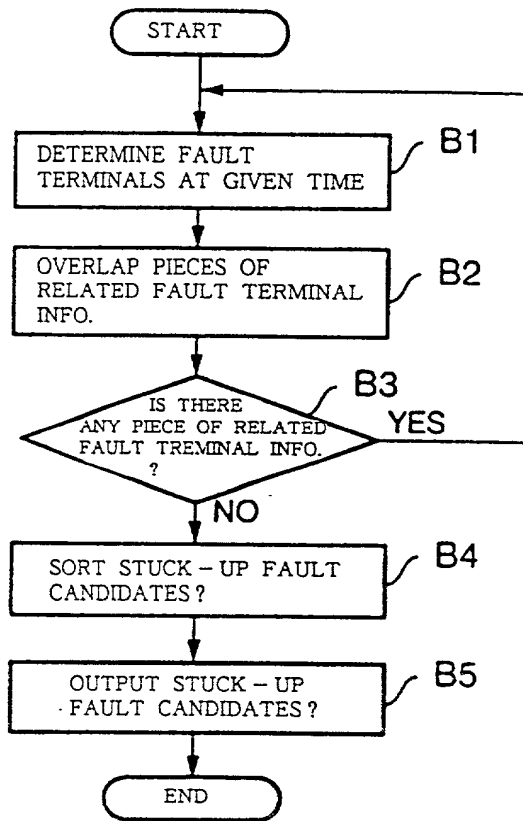 START
DETERMINE FAULT
TERMINALS AT GIVEN TIME
B1
OVERLAP PIECES OF
RELATED FAULT TERMINAL
INFO.
B2
IS THERE
ANY PIECE OF RELATED
FAULT TREMINAL INFO.
?
B3
YES
NO
SORT STUCK-UP FAULT
CANDIDATES?
B4
OUTPUT STUCK-UP
FAULT CANDIDATES?
B5
END